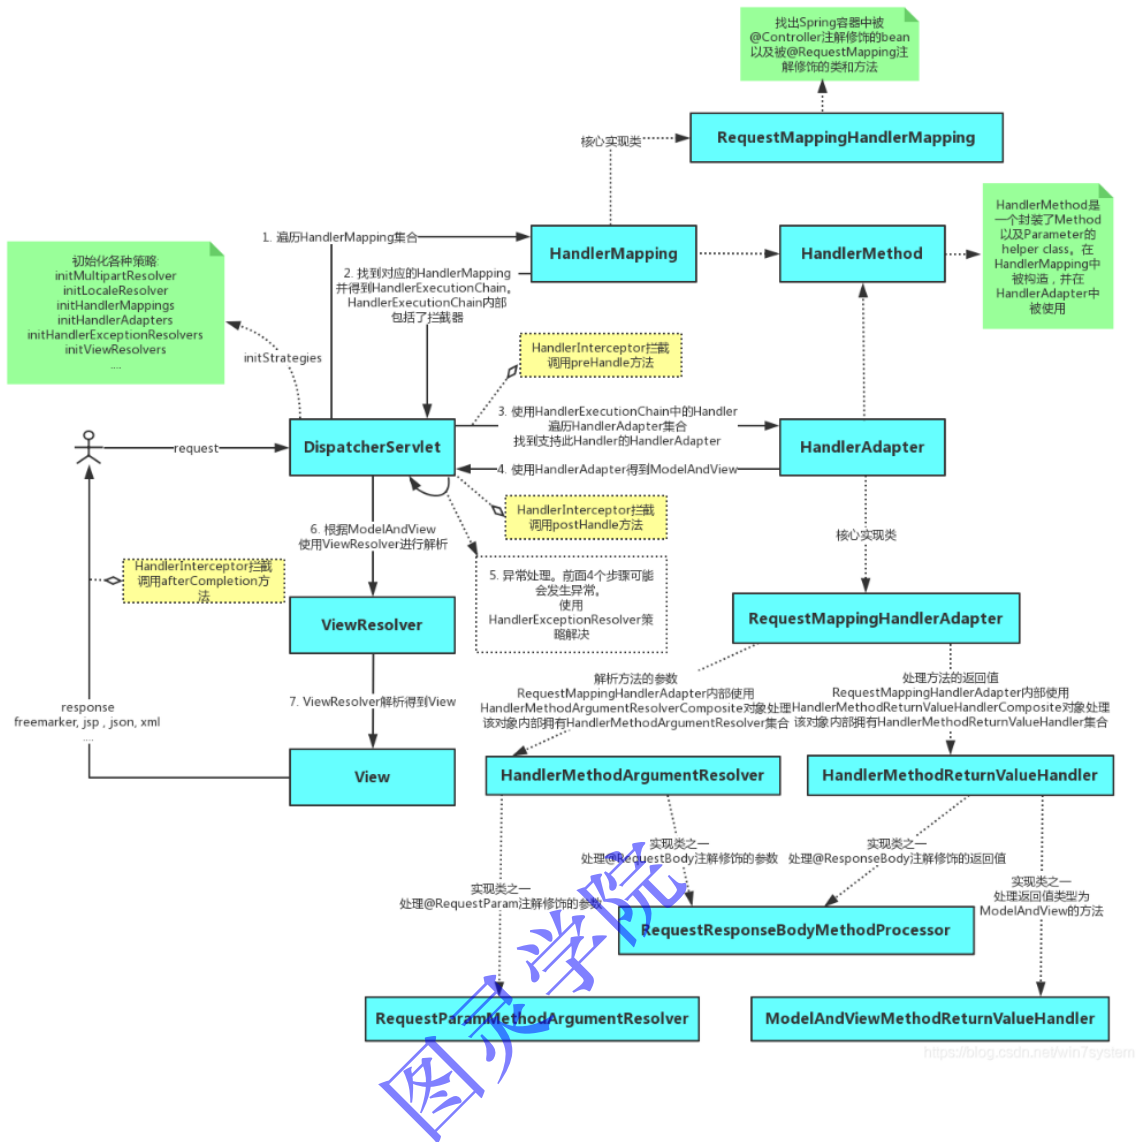 找出Spring容器中被
@Controller注解修饰的bean
以及被@RequestMapping注
解修饰的类和方法
RequestMappingHandlerMapping
核心实现类
HandlerMethod是
一个封装了Method
以及Parameter的
helper class。在
HandlerMapping中
被构造，并在
HandlerAdapter中
被使用
1. 遍历HandlerMapping集合
HandlerMapping
HandlerMethod
初始化各种策略:
initMultipartResolver
initLocaleResolver
initHandlerMappings
initHandlerAdapters
initHandlerExceptionResolvers
initViewResolvers
....
2. 找到对应的HandlerMapping
并得到HandlerExecutionChain。
HandlerExecutionChain内部
包括了拦截器
initStrategies
HandlerInterceptor拦截
调用preHandle方法
3. 使用HandlerExecutionChain中的Handler
遍历HandlerAdapter集合
找到支持此Handler的HandlerAdapter
request
DispatcherServlet
HandlerAdapter
4. 使用HandlerAdapter得到ModelAndView
HandlerInterceptor拦截
调用postHandle方法
6. 根据ModelAndView
使用ViewResolver进行解析
核心实现类
HandlerInterceptor拦截
调用afterCompletion方
法
5. 异常处理。前面4个步骤可能
会发生异常。
使用
HandlerExceptionResolver策
略解决
ViewResolver
RequestMappingHandlerAdapter
解析方法的参数
RequestMappingHandlerAdapter内部使用
HandlerMethodArgumentResolverComposite对象处理
该对象内部拥有HandlerMethodArgumentResolver集合
处理方法的返回值
RequestMappingHandlerAdapter内部使用
HandlerMethodReturnValueHandlerComposite对象处理
该对象内部拥有HandlerMethodReturnValueHandler集合
7. ViewResolver解析得到View
response
freemarker, jsp , json, xml
....
View
HandlerMethodArgumentResolver
HandlerMethodReturnValueHandler
实现类之一
处理@RequestBody注解修饰的参数
实现类之一
处理@ResponseBody注解修饰的返回值
实现类之一
处理@RequestParam注解修饰的参数
实现类之一
处理返回值类型为
ModelAndView的方法
RequestResponseBodyMethodProcessor
RequestParamMethodArgumentResolver
ModelAndViewMethodReturnValueHandler
图灵学院
https://blog.csdn.net/win7system